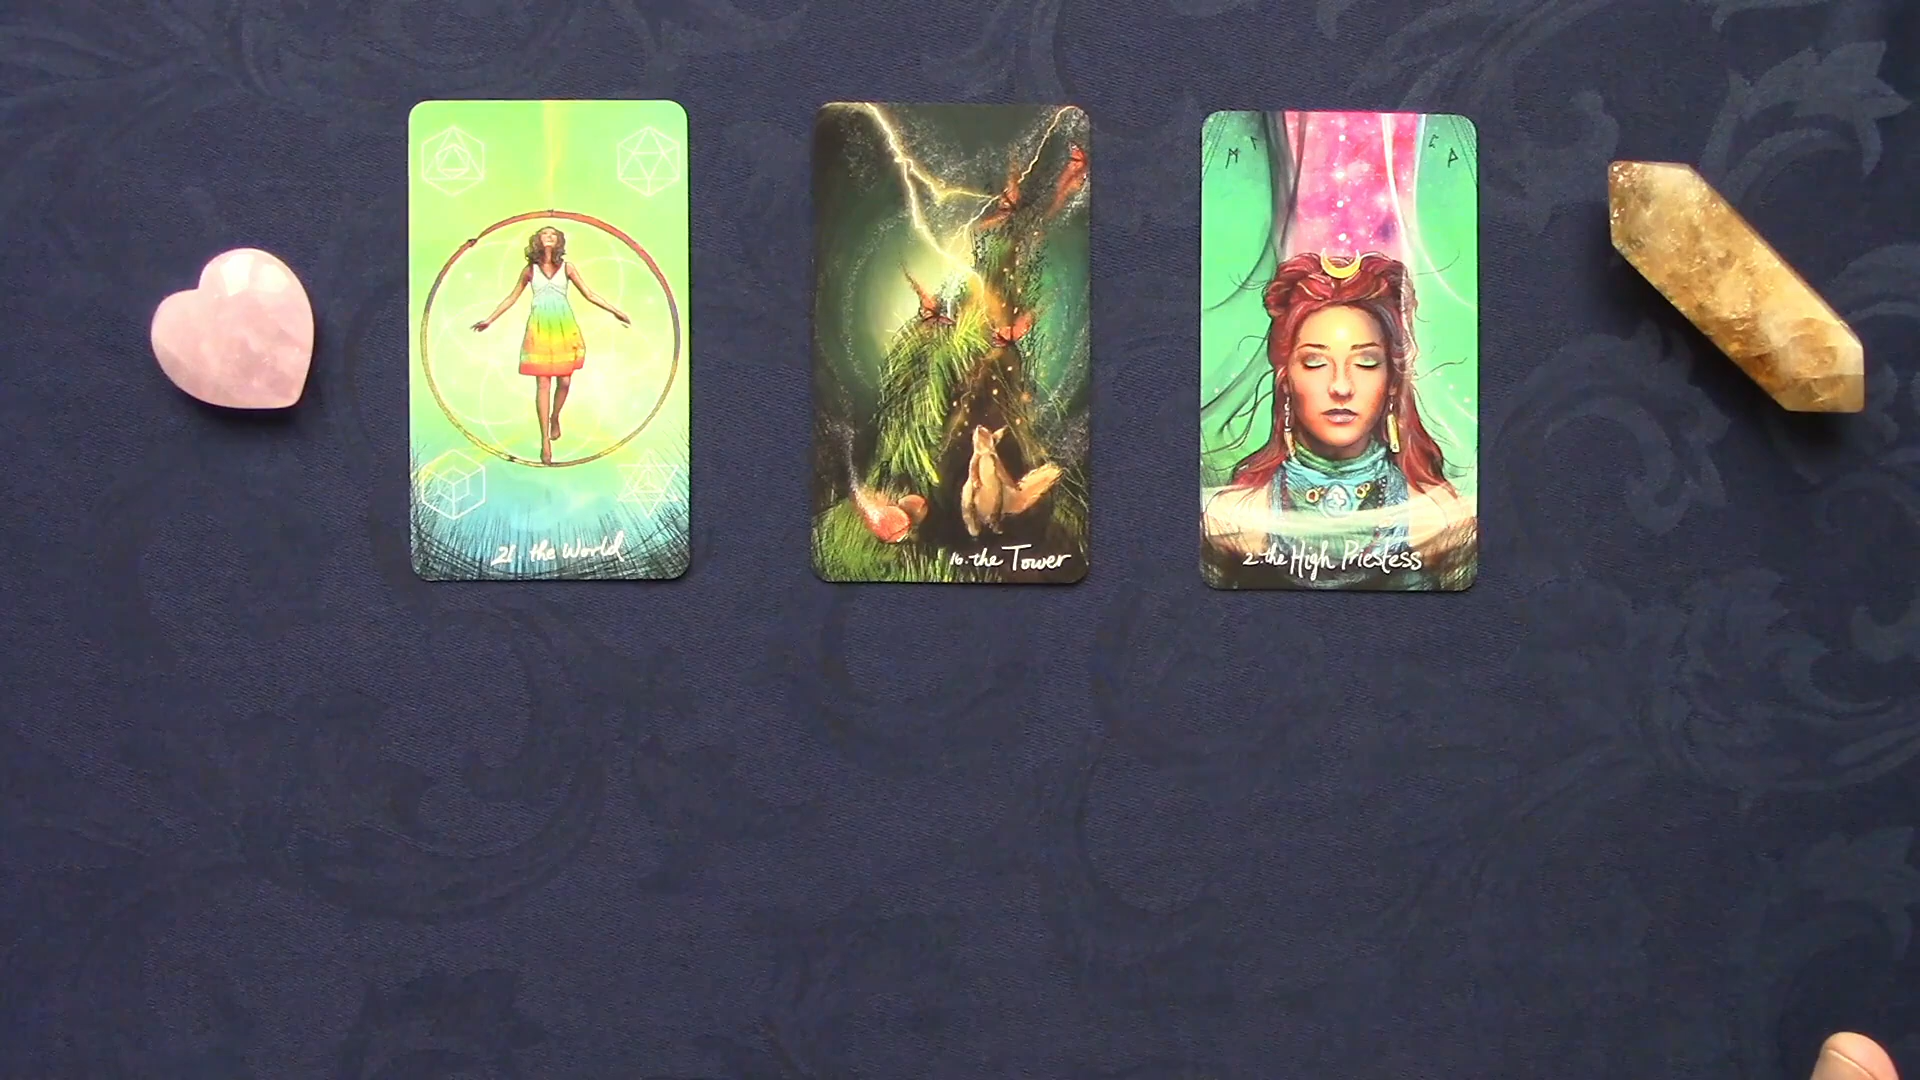 21. the World
16. the Tower
2. the High Priestess